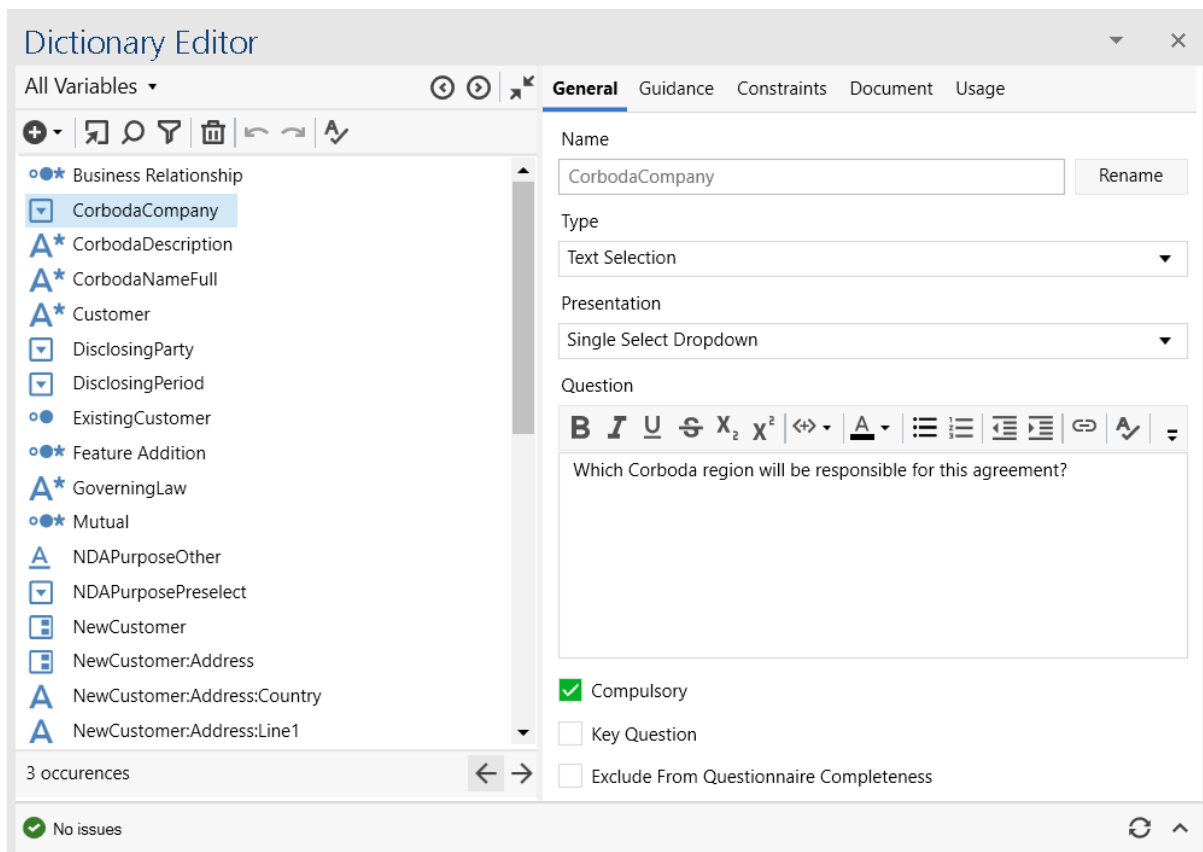 Dictionary Editor
All Variables
Business Relationship
CorbodaCompany
CorbodaDescription
CorbodaNameFull
Customer
DisclosingParty
DisclosingPeriod
ExistingCustomer
Feature Addition
GoverningLaw
Mutual
NDAPurposeOther
NDAPurposePreselect
NewCustomer
NewCustomer:Address
NewCustomer:Address:Country
NewCustomer:Address:Line1
3 occurences
General Guidance Constraints Document Usage
Name
CorbodaCompany Rename
Type
Text Selection
Presentation
Single Select Dropdown
Question
Which Corboda region will be responsible for this agreement?
Compulsory
Key Question
Exclude From Questionnaire Completeness
No issues